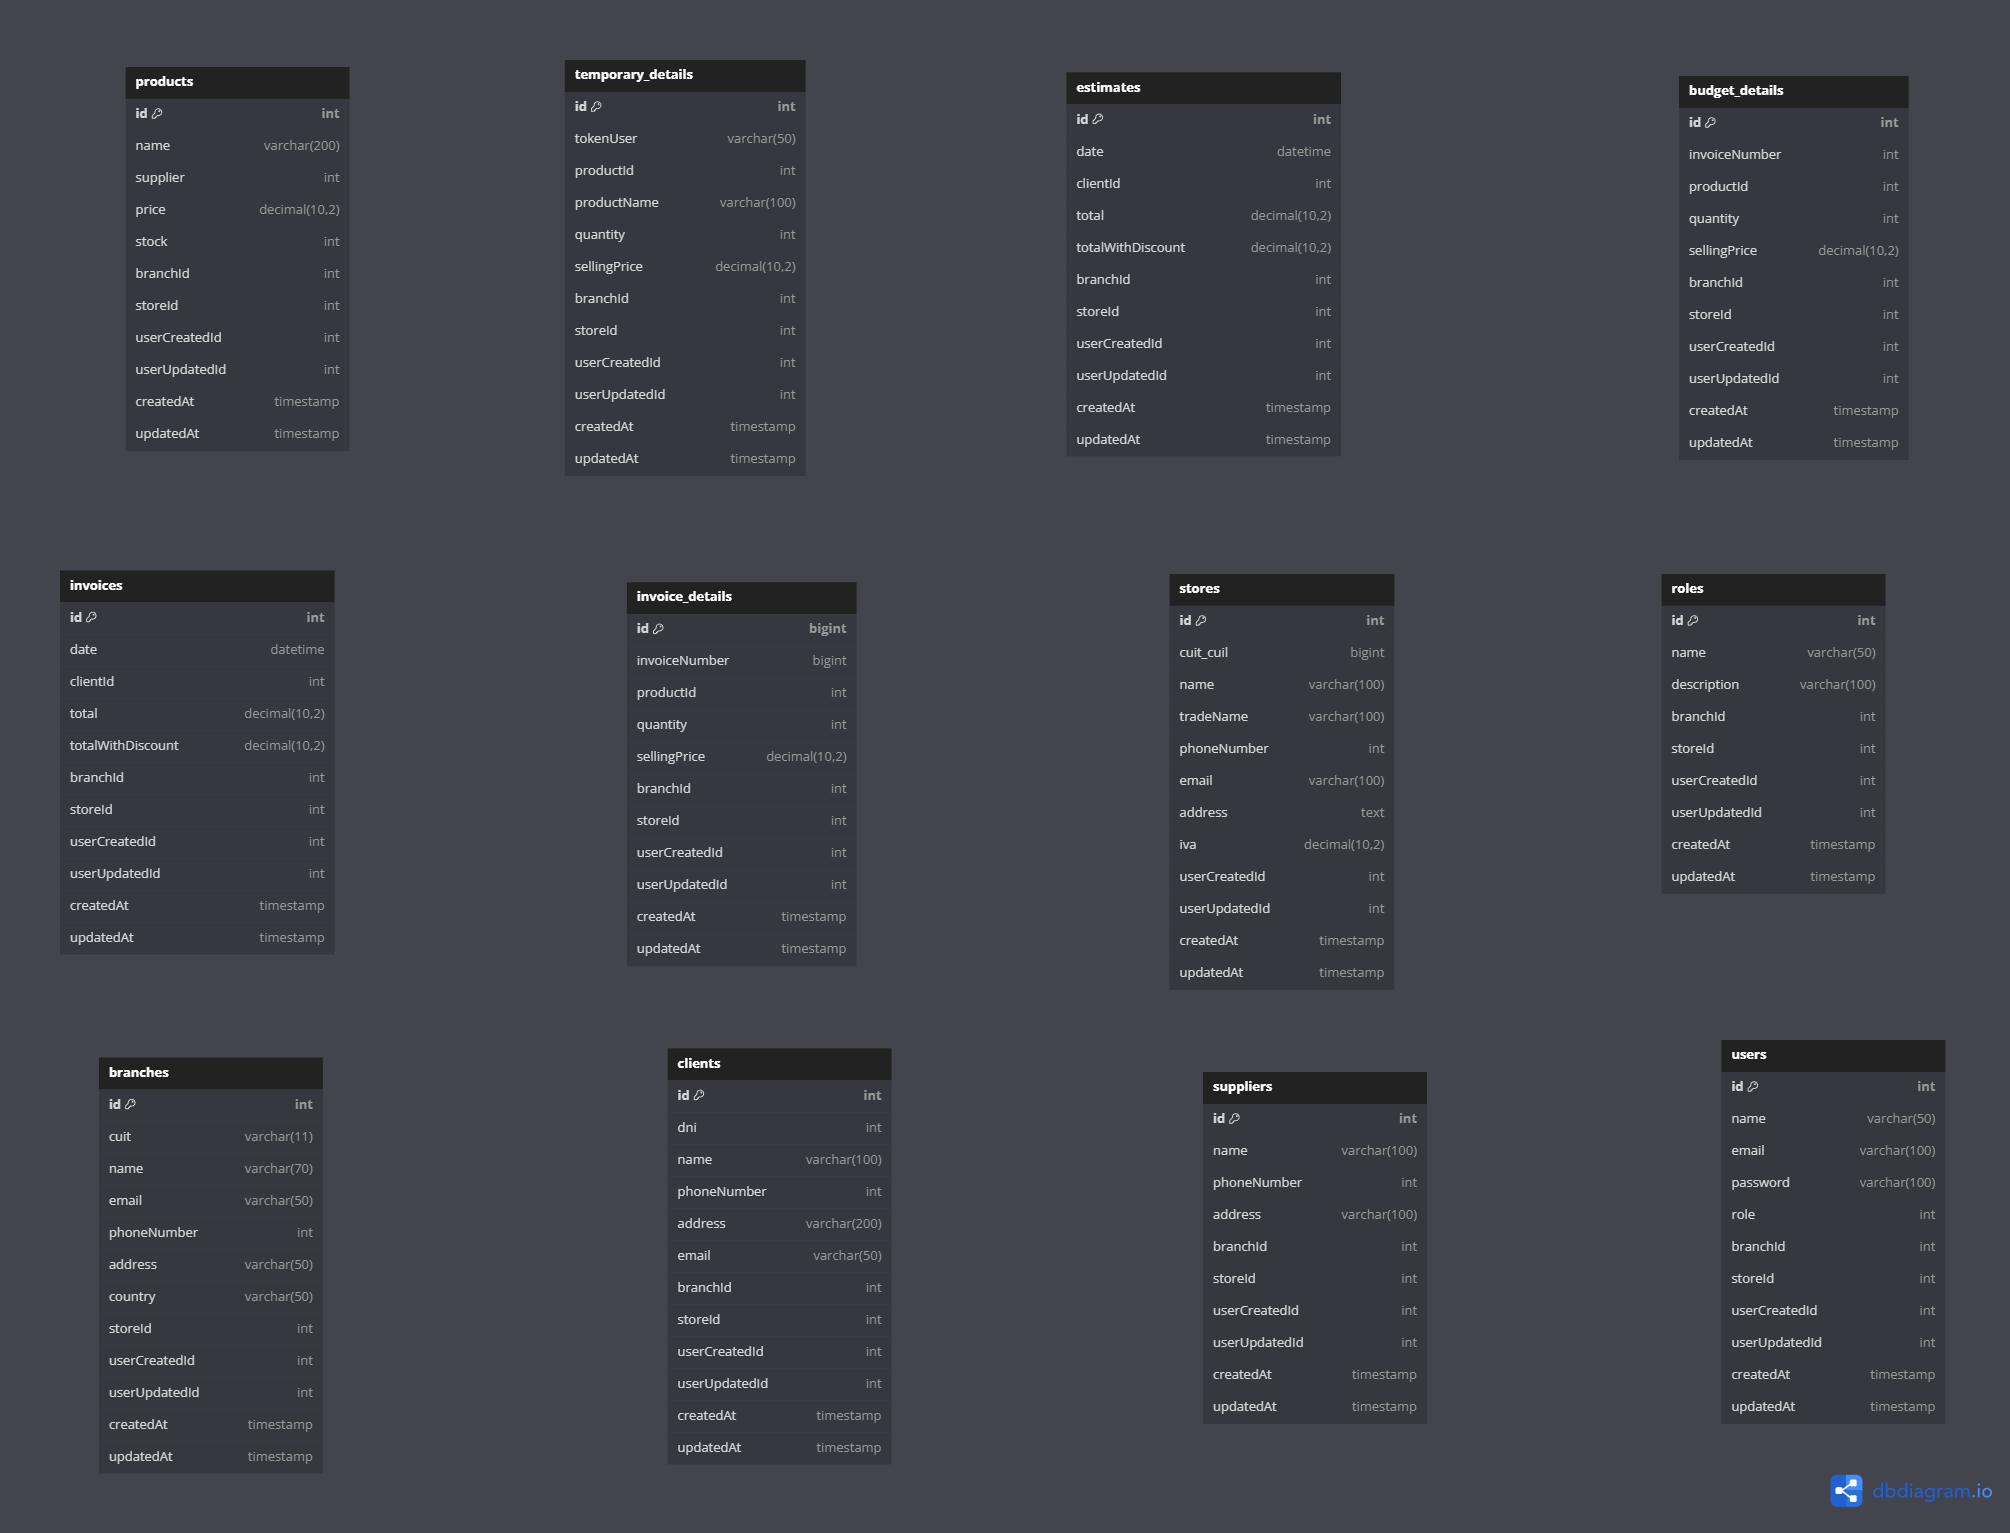 products
id int
name varchar(200)
supplier int
price decimal(10,2)
stock int
branchId int
storeId int
userCreatedId int
userUpdatedId int
createdAt timestamp
updatedAt timestamp
temporary_details
id int
tokenUser varchar(50)
productId int
productName varchar(100)
quantity int
sellingPrice decimal(10,2)
branchId int
storeId int
userCreatedId int
userUpdatedId int
createdAt timestamp
updatedAt timestamp
estimates
id int
date datetime
clientId int
total decimal(10,2)
totalWithDiscount decimal(10,2)
branchId int
storeId int
userCreatedId int
userUpdatedId int
createdAt timestamp
updatedAt timestamp
budget_details
id int
invoiceNumber int
productId int
quantity int
sellingPrice decimal(10,2)
branchId int
storeId int
userCreatedId int
userUpdatedId int
createdAt timestamp
updatedAt timestamp
invoices
id int
date datetime
clientId int
total decimal(10,2)
totalWithDiscount decimal(10,2)
branchId int
storeId int
userCreatedId int
userUpdatedId int
createdAt timestamp
updatedAt timestamp
invoice_details
id bigint
invoiceNumber bigint
productId int
quantity int
sellingPrice decimal(10,2)
branchId int
storeId int
userCreatedId int
userUpdatedId int
createdAt timestamp
updatedAt timestamp
stores
id int
cuit_cuil bigint
name varchar(100)
tradeName varchar(100)
phoneNumber int
email varchar(100)
address text
iva decimal(10,2)
userCreatedId int
userUpdatedId int
createdAt timestamp
updatedAt timestamp
roles
id int
name varchar(50)
description varchar(100)
branchId int
storeId int
userCreatedId int
userUpdatedId int
createdAt timestamp
updatedAt timestamp
branches
id int
cuit varchar(11)
name varchar(70)
email varchar(50)
phoneNumber int
address varchar(50)
country varchar(50)
storeId int
userCreatedId int
userUpdatedId int
createdAt timestamp
updatedAt timestamp
clients
id int
dni int
name varchar(100)
phoneNumber int
address varchar(200)
email varchar(50)
branchId int
storeId int
userCreatedId int
userUpdatedId int
createdAt timestamp
updatedAt timestamp
suppliers
id int
name varchar(100)
phoneNumber int
address varchar(100)
branchId int
storeId int
userCreatedId int
userUpdatedId int
createdAt timestamp
updatedAt timestamp
users
id int
name varchar(50)
email varchar(100)
password varchar(100)
role int
branchId int
storeId int
userCreatedId int
userUpdatedId int
createdAt timestamp
updatedAt timestamp
dbdiagram.io